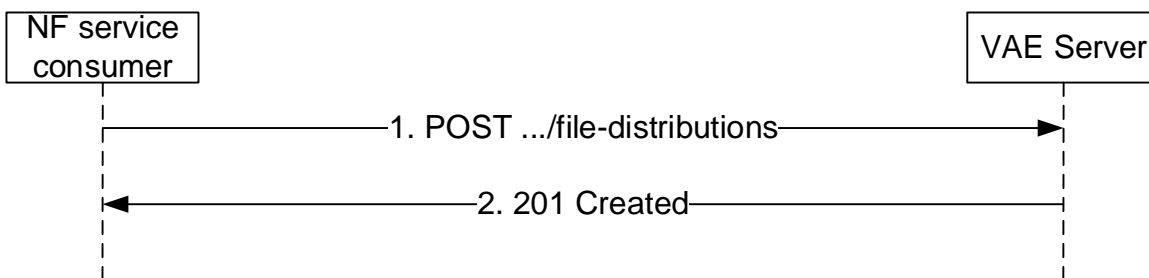 NF service
consumer
VAE Server
1. POST .../file-distributions
2. 201 Created